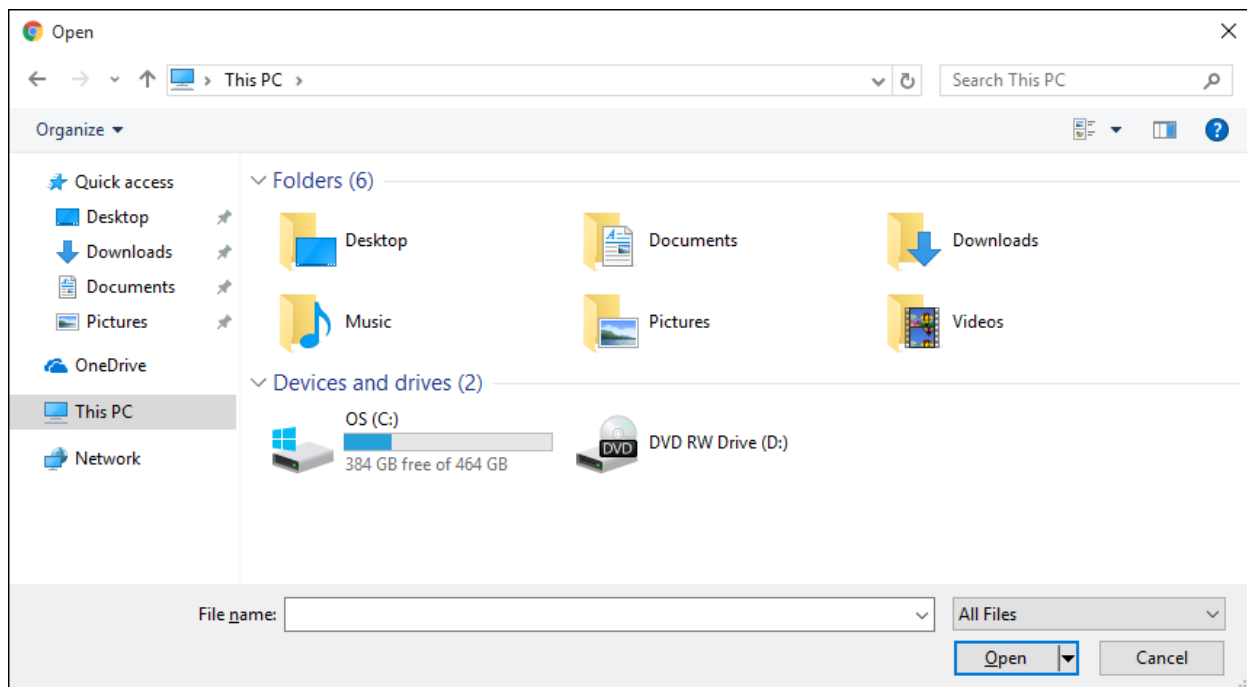 Open
This PC
Search This PC
Organize
Quick access
Desktop
Downloads
Documents
Pictures
OneDrive
This PC
Network
Folders (6)
Desktop
Documents
Downloads
Music
Pictures
Videos
Devices and drives (2)
OS (C:)
384 GB free of 464 GB
DVD
DVD RW Drive (D:)
File name:
All Files
Open
Cancel